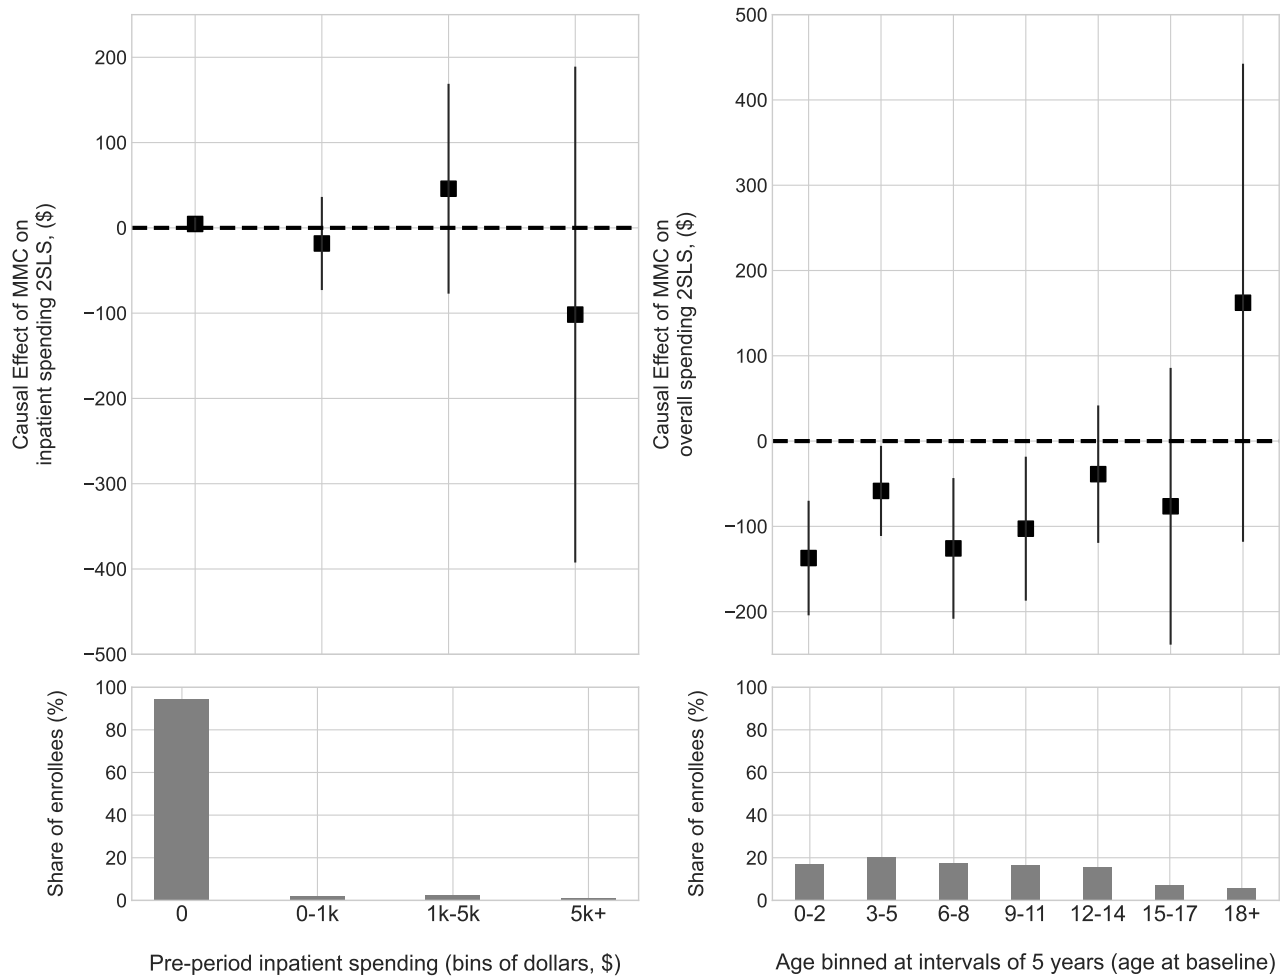 Causal Effect of MMC on
inpatient spending 2SLS, ($)
200
100
0
−100
−200
−300
−400
−500
Share of enrollees (%)
100
80
60
40
20
0
0 0-1k 1k-5k 5k+
Pre-period inpatient spending (bins of dollars, $)
Causal Effect of MMC on
overall spending 2SLS, ($)
500
400
300
200
100
0
−100
−200
Share of enrollees (%)
100
80
60
40
20
0
0-2 3-5 6-8 9-11 12-14 15-17 18+
Age binned at intervals of 5 years (age at baseline)